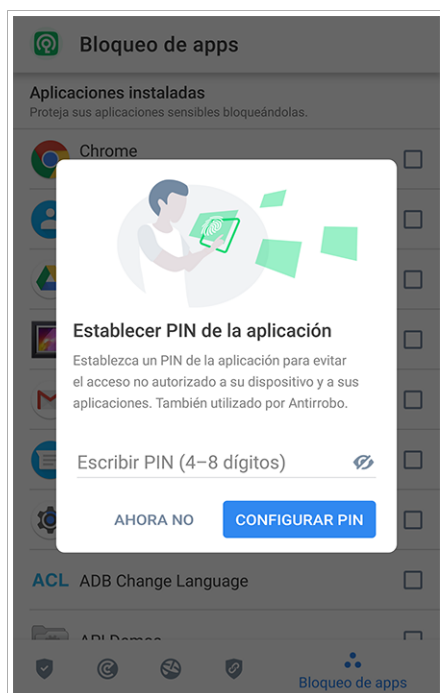 Bloqueo de apps
Aplicaciones instaladas
Proteja sus aplicaciones sensibles bloqueándolas.
Chrome
Establecer PIN de la aplicación
Establezca un PIN de la aplicación para evitar
el acceso no autorizado a su dispositivo y a sus
aplicaciones. También utilizado por Antirrobo.
Escribir PIN (4–8 dígitos)
AHORA NO
CONFIGURAR PIN
ACL ADB Change Language
API Demos
Bloqueo de apps